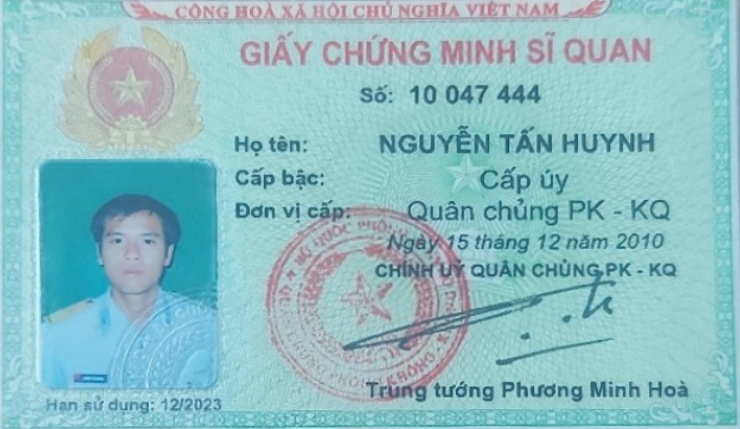 CỘNG HOÀ XÃ HỘI CHỦ NGHĨA VIỆT NAM
GIẤY CHỨNG MINH SĨ QUAN
Số: 10 047 444
Họ tên: NGUYỄN TẤN HUYNH
Cấp bậc: Cấp úy
Đơn vị cấp: Quân chủng PK - KQ
Ngày 15 tháng 12 năm 2010
CHÍNH UỶ QUÂN CHỦNG PK - KQ
Trung tướng Phương Minh Hoà
Hạn sử dụng: 12/2023